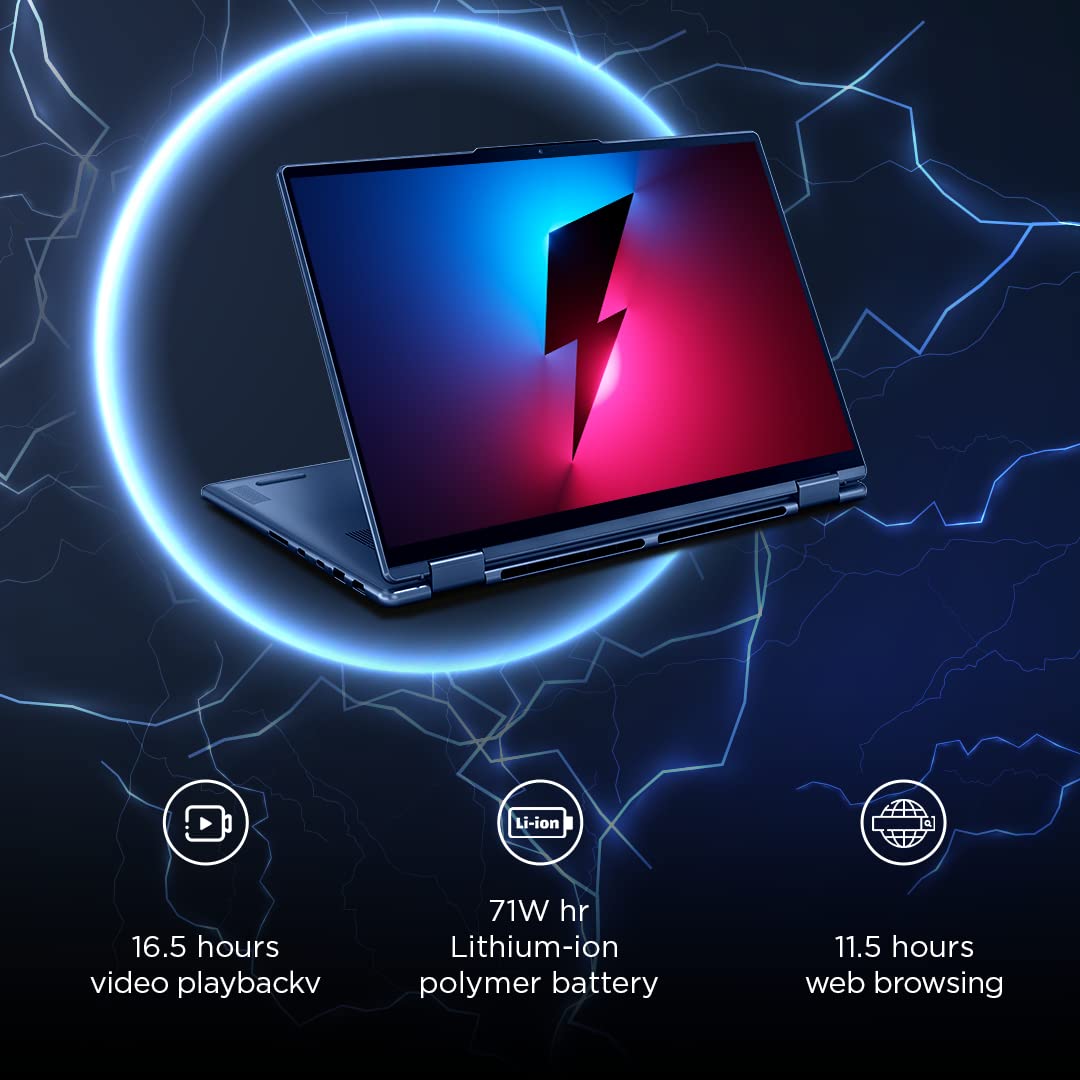 Li-ion
16.5 hours
video playbackv
71W hr
Lithium-ion
polymer battery
11.5 hours
web browsing